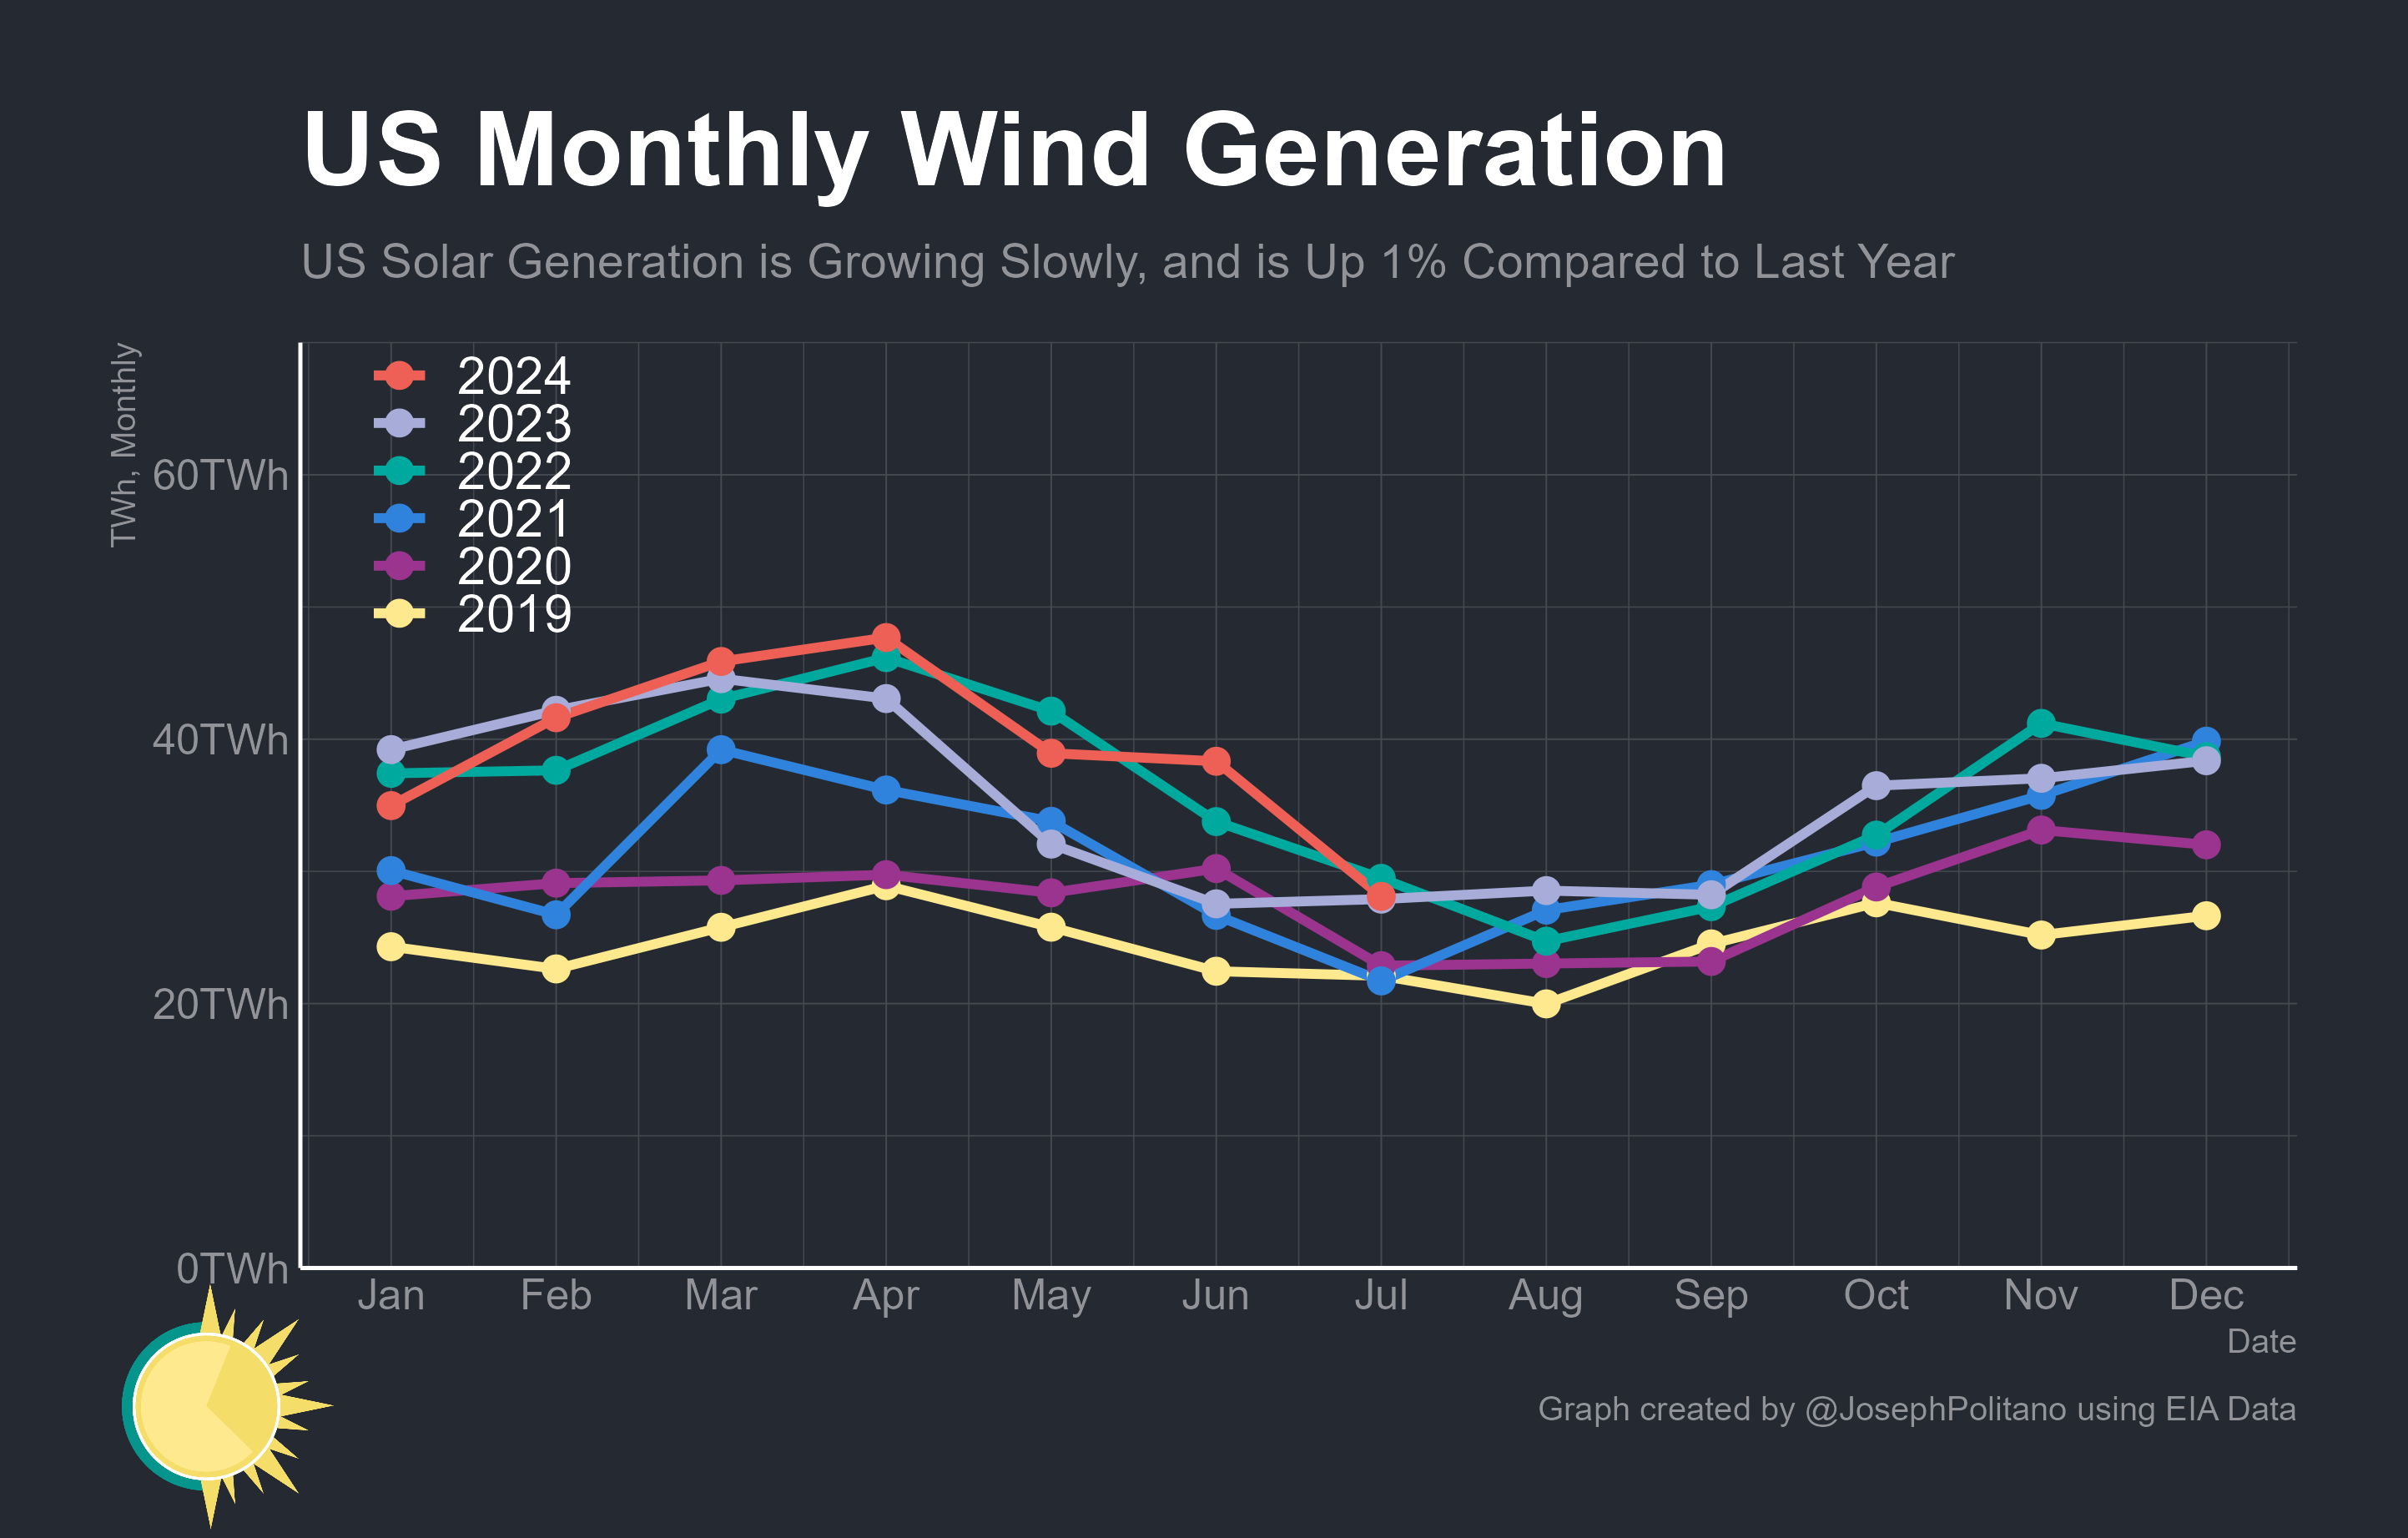 US Monthly Wind Generation
US Solar Generation is Growing Slowly, and is Up 1% Compared to Last Year
TWh, Monthly
2024
2023
2022
2021
2020
2019
60TWh
40TWh
20TWh
0TWh
Jan Feb Mar Apr May Jun Jul Aug Sep Oct Nov Dec
Date
Graph created by @JosephPolitano using EIA Data